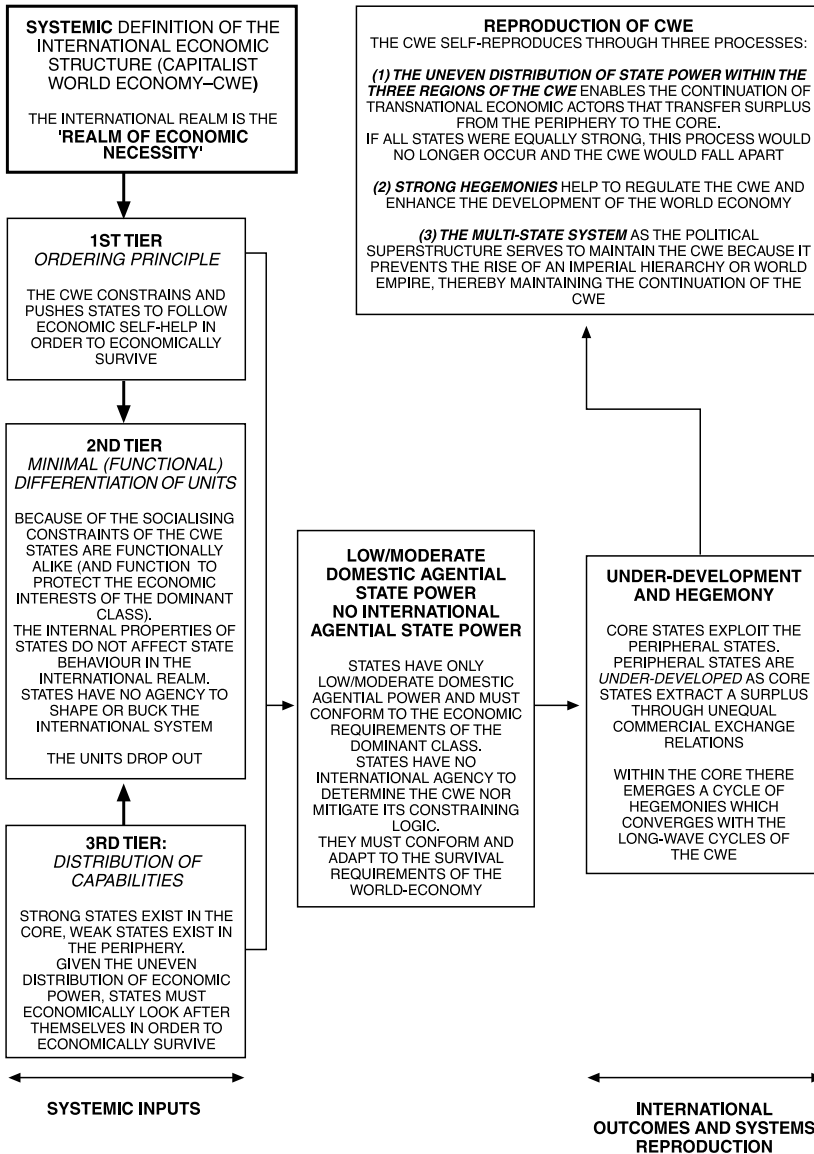 SYSTEMIC DEFINITION OF THE
INTERNATIONAL ECONOMIC
STRUCTURE (CAPITALIST
WORLD ECONOMY–CWE)
THE INTERNATIONAL REALM IS THE
'REALM OF ECONOMIC
NECESSITY'
1ST TIER
ORDERING PRINCIPLE
THE CWE CONSTRAINS AND
PUSHES STATES TO FOLLOW
ECONOMIC SELF-HELP IN
ORDER TO ECONOMICALLY
SURVIVE
2ND TIER
MINIMAL (FUNCTIONAL)
DIFFERENTIATION OF UNITS
BECAUSE OF THE SOCIALISING
CONSTRAINTS OF THE CWE
STATES ARE FUNCTIONALLY
ALIKE (AND FUNCTION TO
PROTECT THE ECONOMIC
INTERESTS OF THE DOMINANT
CLASS).
THE INTERNAL PROPERTIES OF
STATES DO NOT AFFECT STATE
BEHAVIOUR IN THE
INTERNATIONAL REALM.
STATES HAVE NO AGENCY TO
SHAPE OR BUCK THE
INTERNATIONAL SYSTEM
THE UNITS DROP OUT
3RD TIER:
DISTRIBUTION OF
CAPABILITIES
STRONG STATES EXIST IN THE
CORE, WEAK STATES EXIST IN
THE PERIPHERY.
GIVEN THE UNEVEN
DISTRIBUTION OF ECONOMIC
POWER, STATES MUST
ECONOMICALLY LOOK AFTER
THEMSELVES IN ORDER TO
ECONOMICALLY SURVIVE
SYSTEMIC INPUTS
LOW/MODERATE
DOMESTIC AGENTIAL
STATE POWER
NO INTERNATIONAL
AGENTIAL STATE POWER
STATES HAVE ONLY
LOW/MODERATE DOMESTIC
AGENTIAL POWER AND MUST
CONFORM TO THE ECONOMIC
REQUIREMENTS OF THE
DOMINANT CLASS.
STATES HAVE NO
INTERNATIONAL AGENCY TO
DETERMINE THE CWE NOR
MITIGATE ITS CONSTRAINING
LOGIC.
THEY MUST CONFORM AND
ADAPT TO THE SURVIVAL
REQUIREMENTS OF THE
WORLD-ECONOMY
REPRODUCTION OF CWE
THE CWE SELF-REPRODUCES THROUGH THREE PROCESSES:
(1) THE UNEVEN DISTRIBUTION OF STATE POWER WITHIN THE
THREE REGIONS OF THE CWE ENABLES THE CONTINUATION OF
TRANSNATIONAL ECONOMIC ACTORS THAT TRANSFER SURPLUS
FROM THE PERIPHERY TO THE CORE.
IF ALL STATES WERE EQUALLY STRONG, THIS PROCESS WOULD
NO LONGER OCCUR AND THE CWE WOULD FALL APART
(2) STRONG HEGEMONIES HELP TO REGULATE THE CWE AND
ENHANCE THE DEVELOPMENT OF THE WORLD ECONOMY
(3) THE MULTI-STATE SYSTEM AS THE POLITICAL
SUPERSTRUCTURE SERVES TO MAINTAIN THE CWE BECAUSE IT
PREVENTS THE RISE OF AN IMPERIAL HIERARCHY OR WORLD
EMPIRE, THEREBY MAINTAINING THE CONTINUATION OF THE
CWE
UNDER-DEVELOPMENT
AND HEGEMONY
CORE STATES EXPLOIT THE
PERIPHERAL STATES.
PERIPHERAL STATES ARE
UNDER-DEVELOPED AS CORE
STATES EXTRACT A SURPLUS
THROUGH UNEQUAL
COMMERCIAL EXCHANGE
RELATIONS
WITHIN THE CORE THERE
EMERGES A CYCLE OF
HEGEMONIES WHICH
CONVERGES WITH THE
LONG-WAVE CYCLES OF
THE CWE
INTERNATIONAL
OUTCOMES AND SYSTEMS
REPRODUCTION